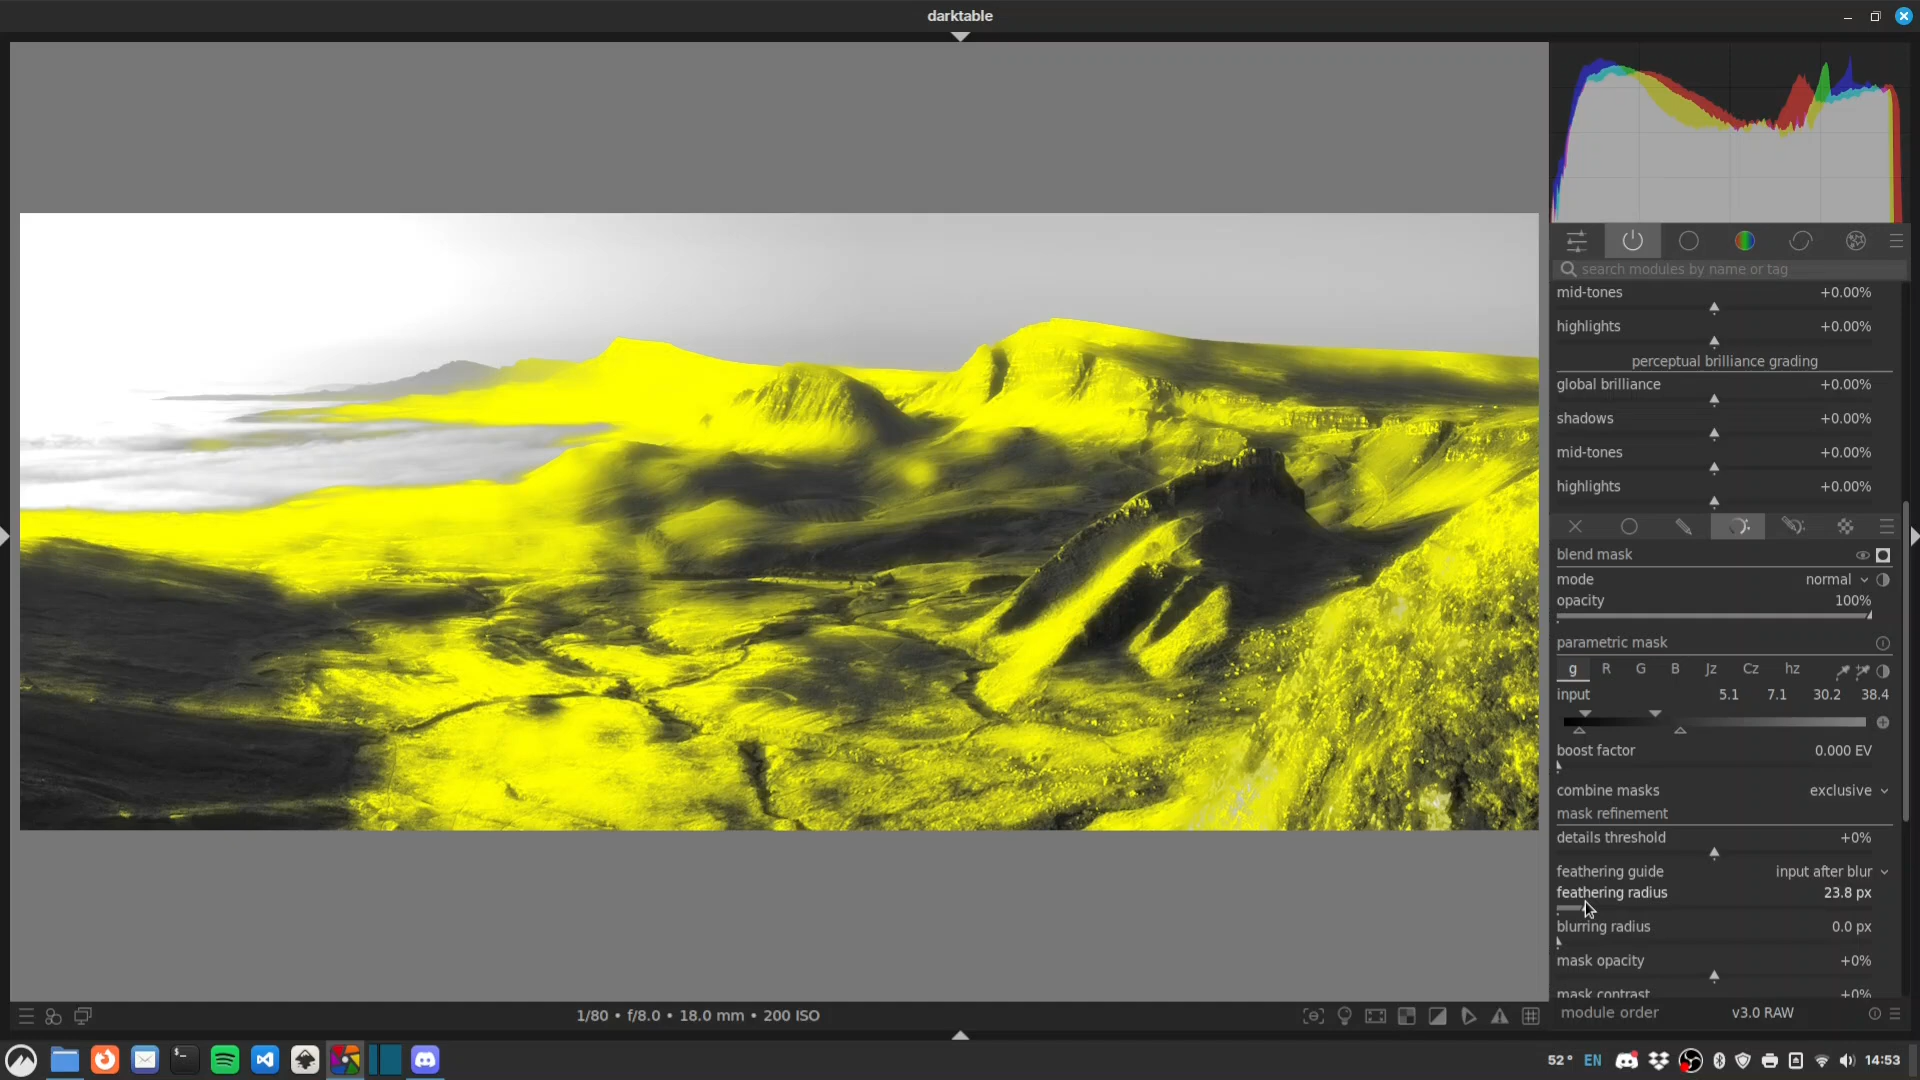 darktable
search modules by name or tag
mid-tones +0.00%
highlights +0.00%
perceptual brilliance grading
global brilliance +0.00%
shadows +0.00%
mid-tones +0.00%
highlights +0.00%
blend mask
mode normal
opacity 100%
parametric mask
g R G B Jz Cz hz
input 5.1 7.1 30.2 38.4
boost factor 0.000 EV
combine masks exclusive
mask refinement
details threshold +0%
feathering guide input after blur
feathering radius 23.8 px
blurring radius 0.0 px
mask opacity +0%
mask contrast +0%
1/80 • f/8.0 • 18.0 mm • 200 ISO
module order v3.0 RAW
52° EN 14:53